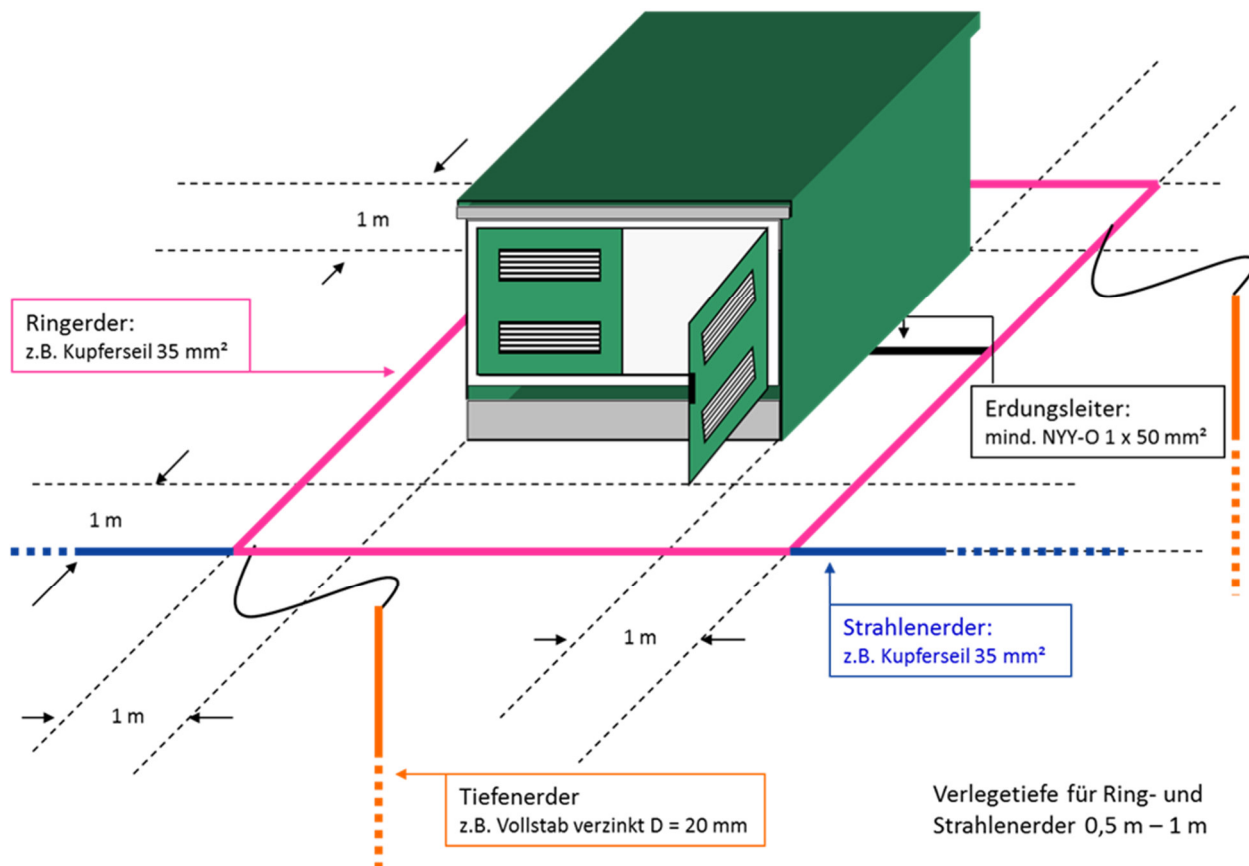 1 m
Ringerder:
z.B. Kupferseil 35 mm²
Erdungsleiter:
mind. NYY-O 1 x 50 mm²
1 m
Strahlenerder:
z.B. Kupferseil 35 mm²
1 m
1 m
Tiefenerder
z.B. Vollstab verzinkt D = 20 mm
Verlegetiefe für Ring- und
Strahlenerder 0,5 m – 1 m